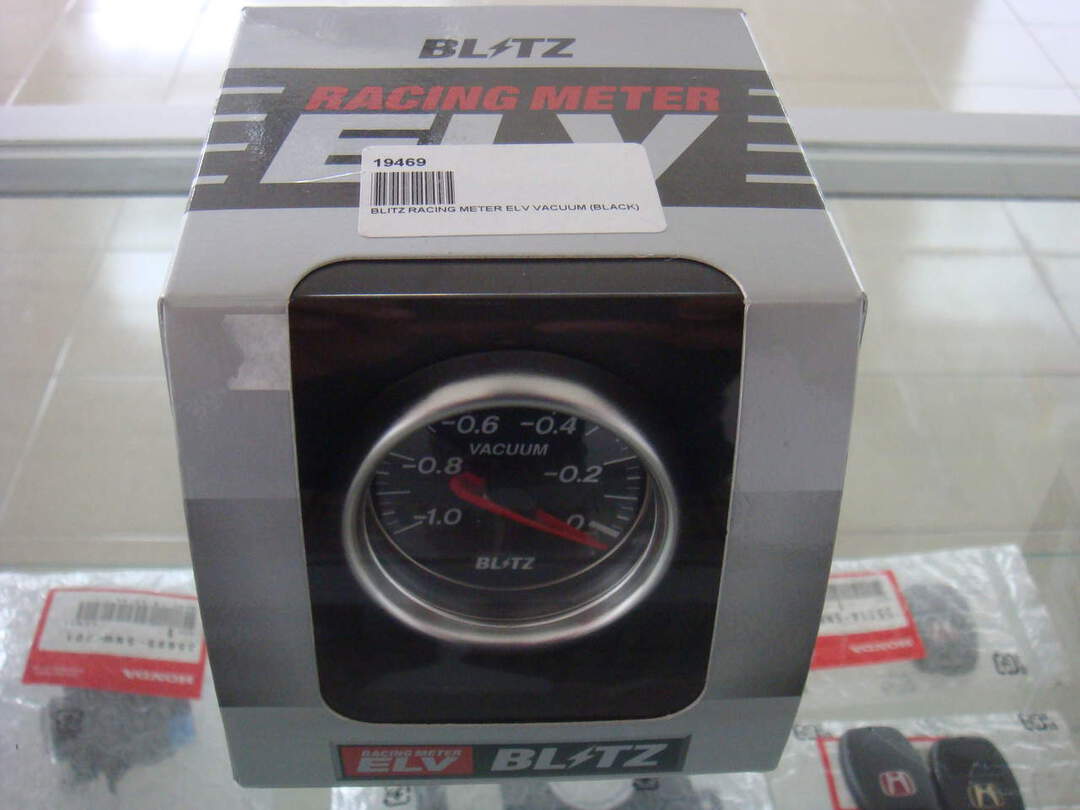 BLITZ
RACING METER
ELV
19469
BLITZ RACING METER ELV VACUUM (BLACK)
-0.6 -0.4
VACUUM
-0.8 -0.2
-1.0 0
BLITZ
RACING METER
ELV BLITZ
HONDA
HONDA